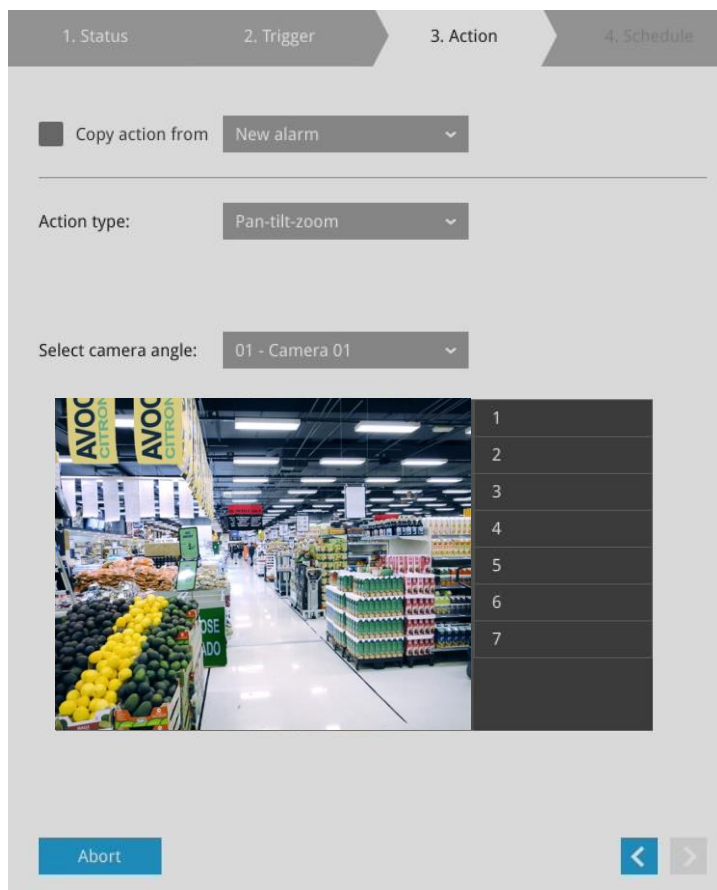 1. Status
2. Trigger
3. Action
4. Schedule
Copy action from
New alarm
Action type:
Pan-tilt-zoom
Select camera angle:
01 - Camera 01
AVOC
CITRON
AVOC
CITRO
OSE
ADO
1
2
3
4
5
6
7
Abort